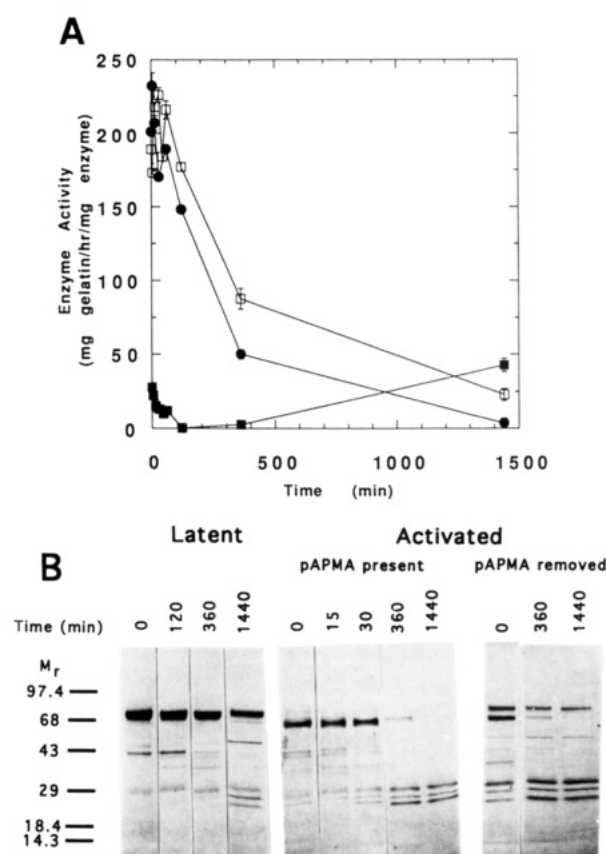 A
Enzyme Activity
(mg gelatin/hr/mg enzyme)
250
200
150
100
50
0
0 500 1000 1500
Time (min)
Latent Activated
B
pAPMA present pAPMA removed
Time (min) 0 120 360 1440 0 15 30 360 1440 0 360 1440
Mr
97.4
68
43
29
18.4
14.3